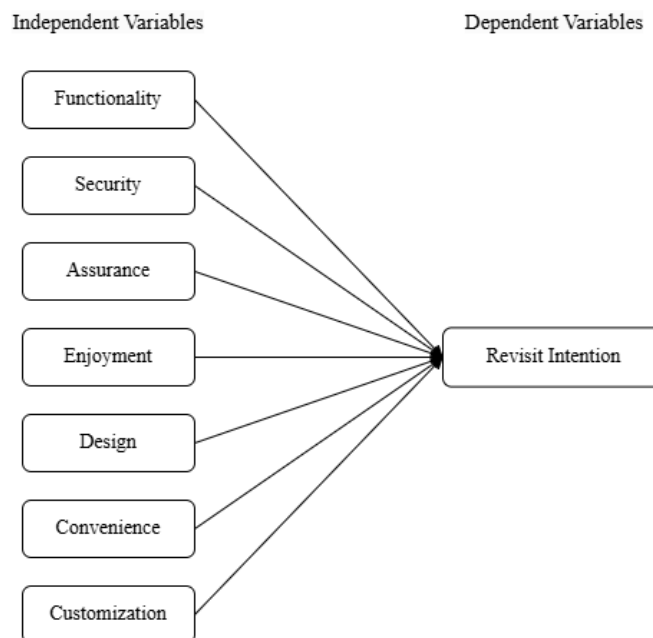 Independent Variables
Dependent Variables
Functionality
Security
Assurance
Enjoyment
Revisit Intention
Design
Convenience
Customization